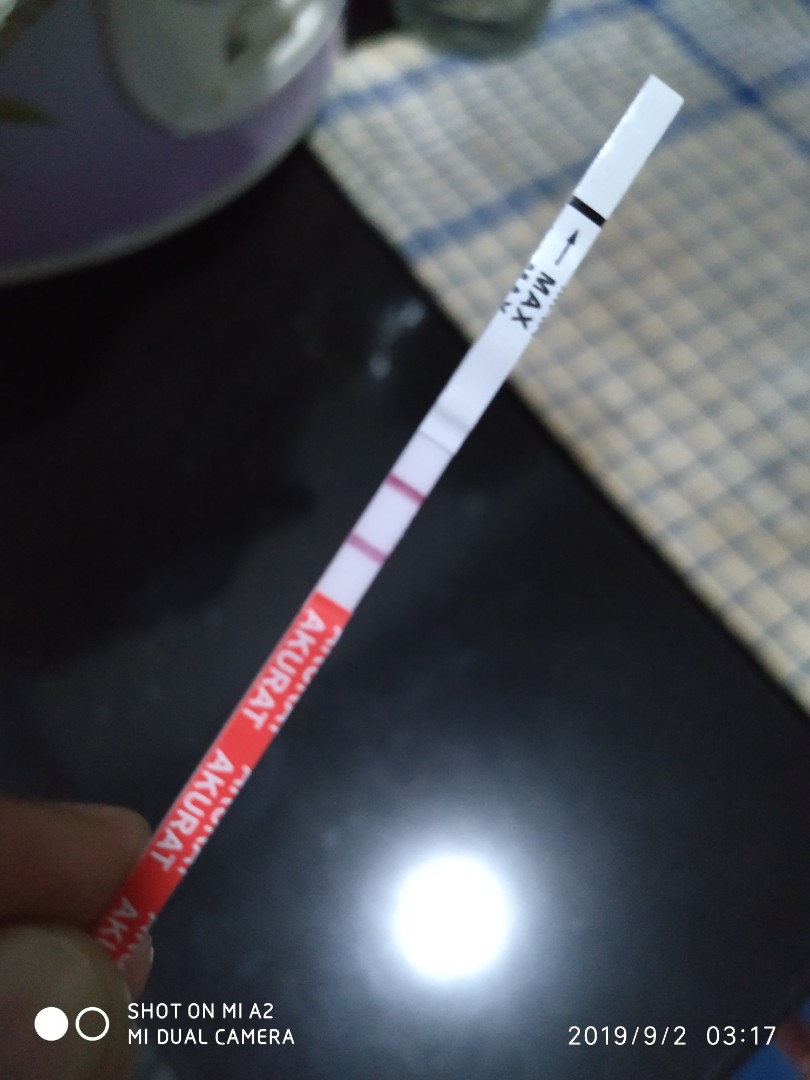 MAX
AKURAT
AKURAT
SHOT ON MI A2
MI DUAL CAMERA
2019/9/2 03:17